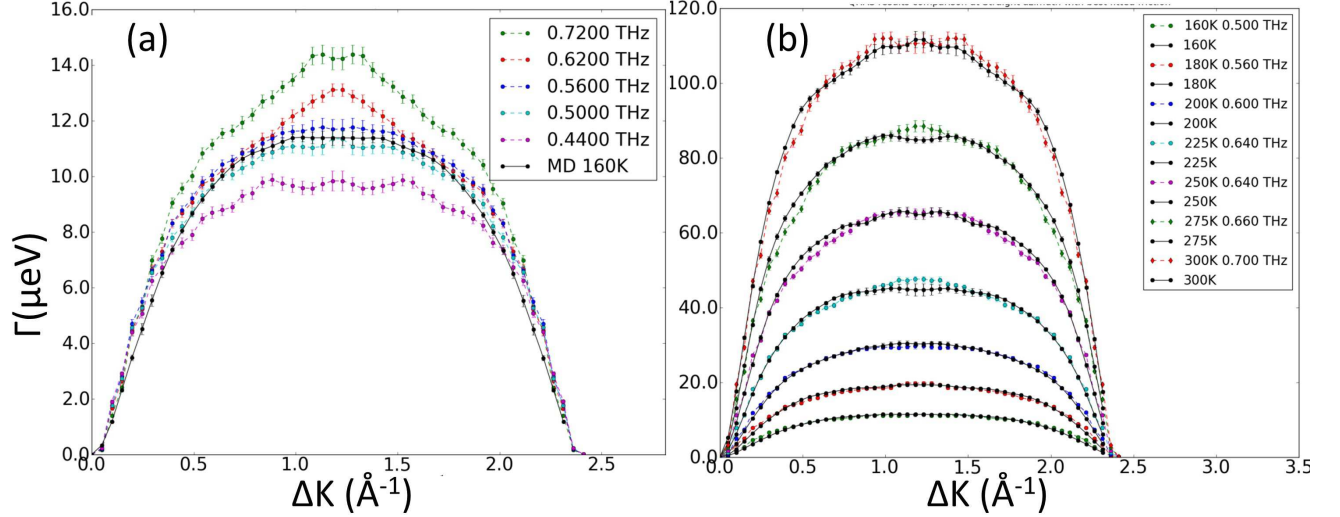 (a)
16.0
14.0
12.0
10.0
8.0
6.0
4.0
2.0
0.0
0.0
0.5
1.0
1.5
2.0
2.5
0.7200 THz
0.6200 THz
0.5600 THz
0.5000 THz
0.4400 THz
MD 160K
Γ(μeV)
ΔK (Å⁻¹)
(b)
120.0
100.0
80.0
60.0
40.0
20.0
0.0
0.0
0.5
1.0
1.5
2.0
2.5
3.0
3.5
160K 0.500 THz
160K
180K 0.560 THz
180K
200K 0.600 THz
200K
225K 0.640 THz
225K
250K 0.640 THz
250K
275K 0.660 THz
275K
300K 0.700 THz
300K
ΔK (Å⁻¹)